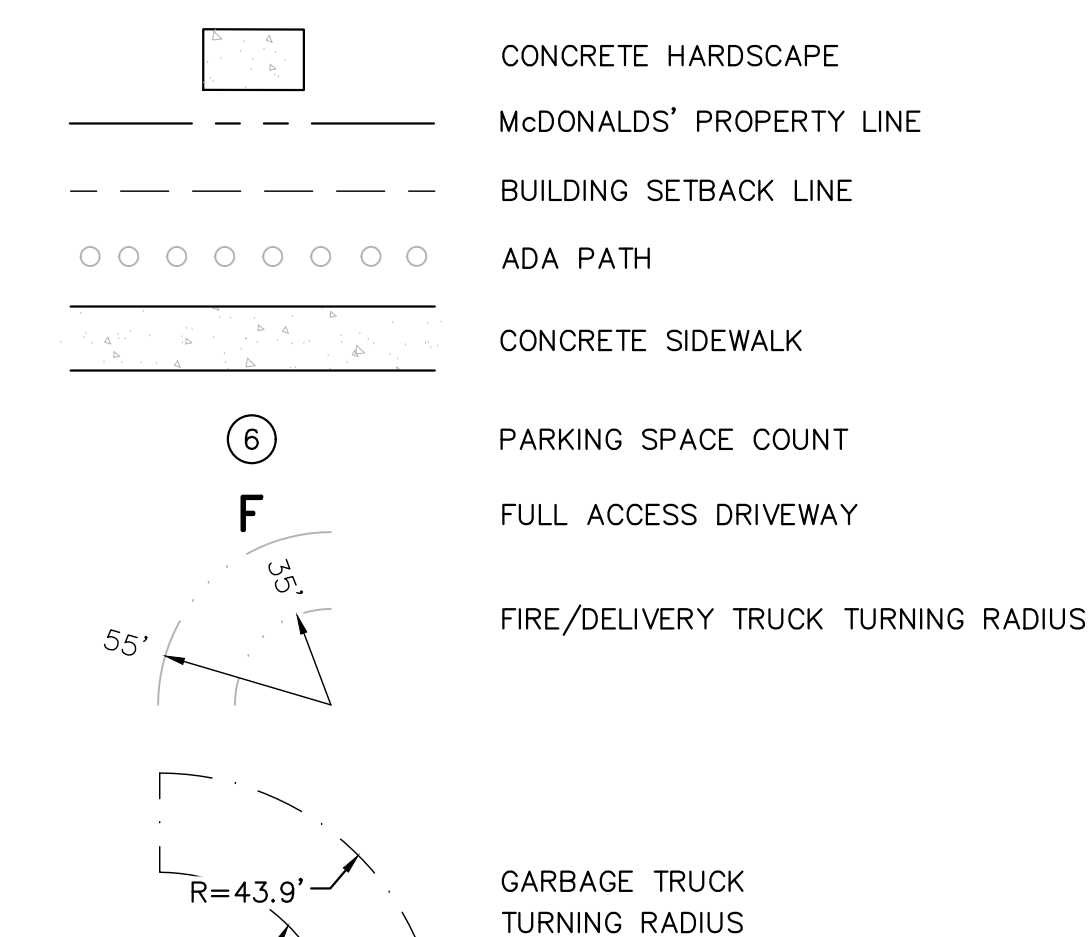 CONCRETE HARDSCAPE
McDONALDS' PROPERTY LINE
BUILDING SETBACK LINE
ADA PATH
CONCRETE SIDEWALK
6 PARKING SPACE COUNT
F FULL ACCESS DRIVEWAY
35'
55'
FIRE/DELIVERY TRUCK TURNING RADIUS
R=43.9'
GARBAGE TRUCK
TURNING RADIUS